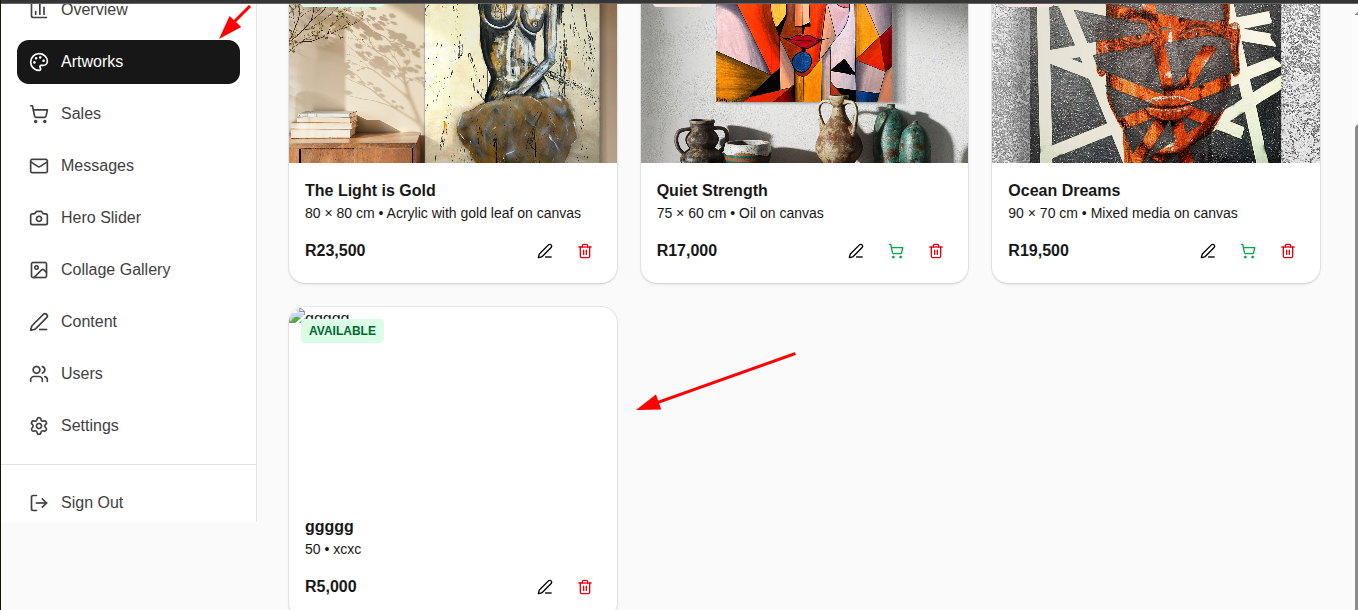 Overview
Artworks
Sales
Messages
Hero Slider
Collage Gallery
Content
Users
Settings
Sign Out
The Light is Gold
80 × 80 cm • Acrylic with gold leaf on canvas
R23,500
Quiet Strength
75 × 60 cm • Oil on canvas
R17,000
Ocean Dreams
90 × 70 cm • Mixed media on canvas
R19,500
ggggg
AVAILABLE
ggggg
50 • xcxc
R5,000